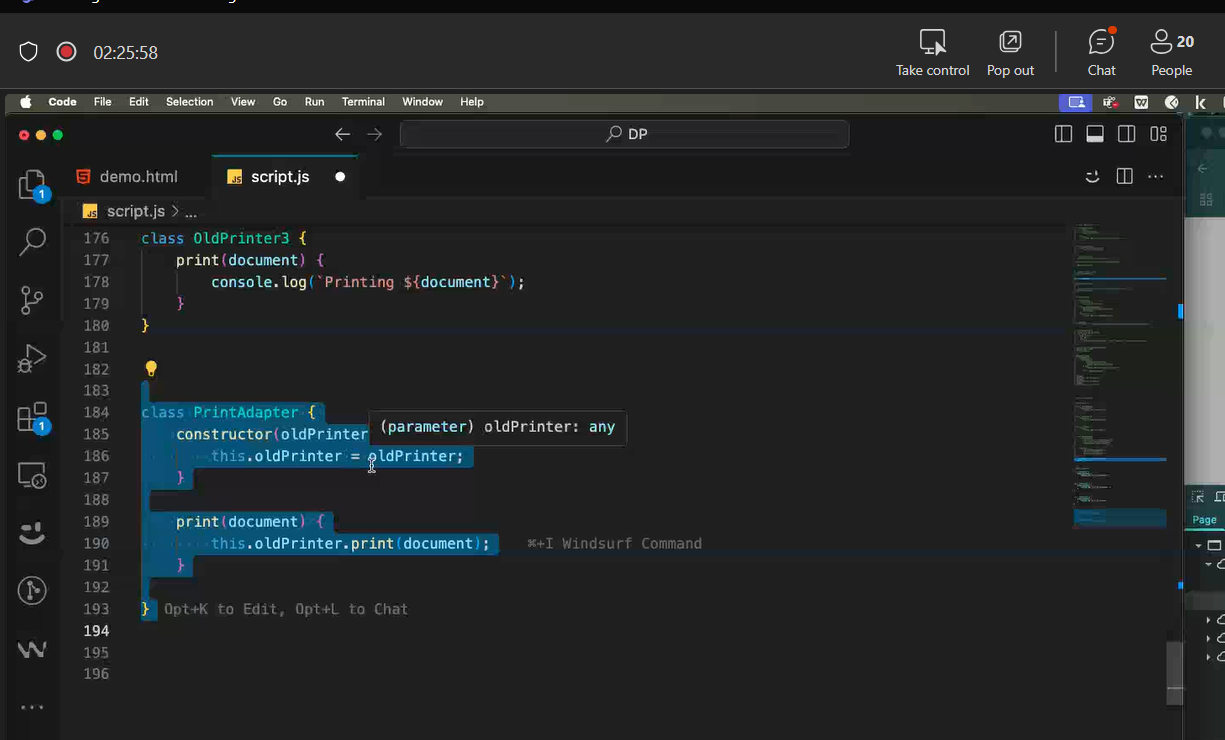 02:25:58
Take control
Pop out
Chat
20
People
Code File Edit Selection View Go Run Terminal Window Help
DP
demo.html
JS script.js
JS script.js > ...
1
176 class OldPrinter3 {
177 print(document) {
178 console.log(`Printing ${document}`);
179 }
180 }
181
182
183
184 class PrintAdapter {
185 constructor(oldPrinter
(parameter) oldPrinter: any
186 this.oldPrinter = oldPrinter;
187 }
188
189 print(document) {
190 this.oldPrinter.print(document); ⌘+I Windsurf Command
191 }
192
193 } Opt+K to Edit, Opt+L to Chat
194
195
196
1
Page